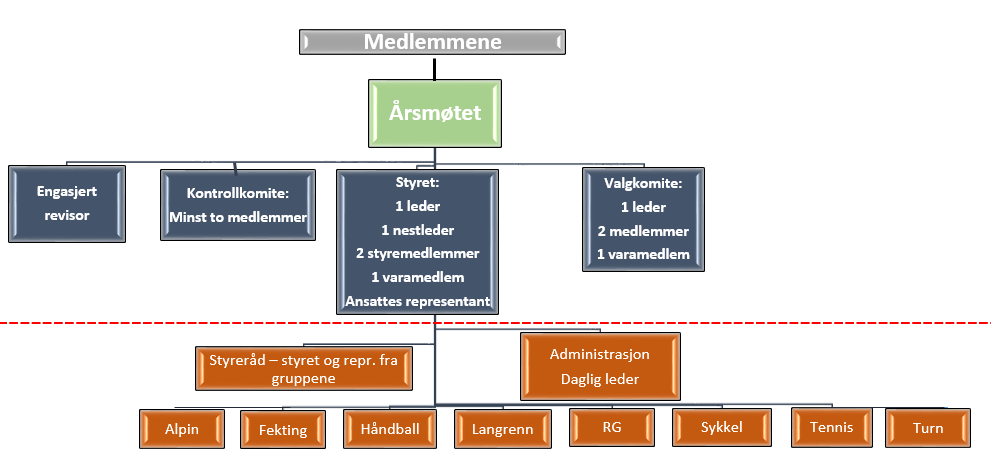 Medlemmene
Årsmøtet
Engasjert
revisor
Kontrollkomite:
Minst to medlemmer
Styret:
1 leder
1 nestleder
2 styremedlemmer
1 varamedlem
Ansattes representant
Valgkomite:
1 leder
2 medlemmer
1 varamedlem
Styreråd – styret og repr. fra
gruppene
Administrasjon
Daglig leder
Alpin
Fekting
Håndball
Langrenn
RG
Sykkel
Tennis
Turn